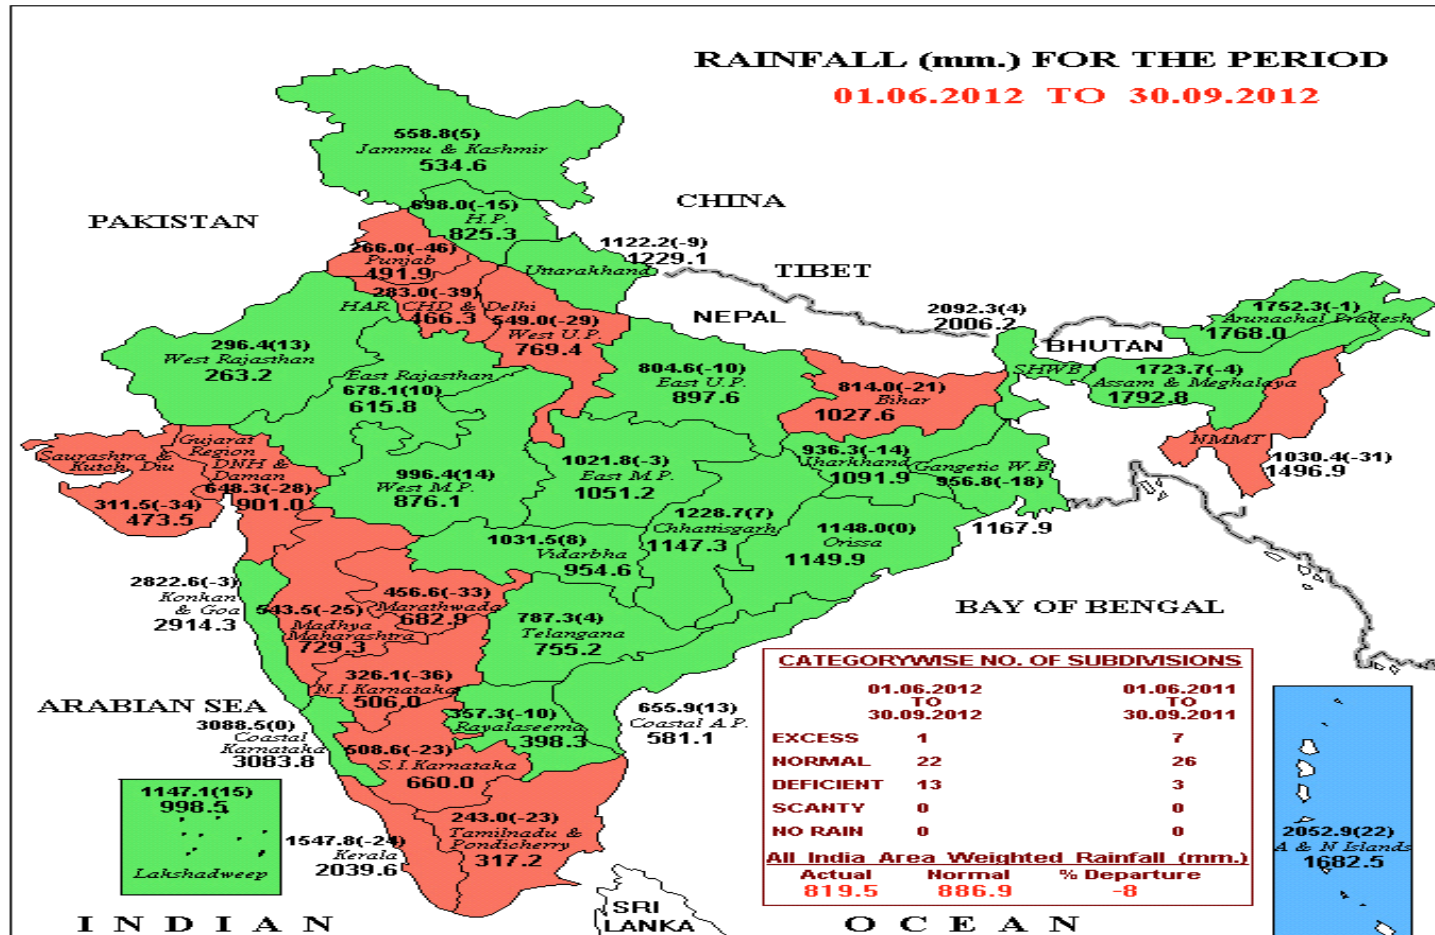 RAINFALL (mm.) FOR THE PERIOD
01.06.2012 TO 30.09.2012
558.8(5)
Jammu & Kashmir
534.6
CHINA
PAKISTAN
698.0(-15)
H.P.
825.3
1122.2(-9)
1229.1
Uttarakhand
TIBET
266.0(-46)
Punjab
491.9
283.0(-39)
HAR. CHD & Delhi
466.3
549.0(-29)
West U.P.
769.4
NEPAL
2092.3(4)
2006.2
BHUTAN
SHWB
1752.3(-1)
Arunachal Pradesh
1768.0
1723.7(-4)
Assam & Meghalaya
1792.8
296.4(13)
West Rajasthan
263.2
East Rajasthan
678.1(10)
615.8
804.6(-10)
East U.P.
897.6
814.0(-21)
Bihar
1027.6
NMMT
1030.4(-31)
1496.9
Saurashtra &
Kutch, Diu
311.5(-34)
473.5
Gujarat
Region
DNH &
Daman
648.3(-28)
901.0
996.4(14)
West M.P.
876.1
1021.8(-3)
East M.P.
1051.2
936.3(-14)
Jharkhand
1091.9
Gangetic W.B.
956.8(-18)
1167.9
1228.7(7)
Chhattisgarh
1147.3
1148.0(0)
Orissa
1149.9
1031.5(8)
Vidarbha
954.6
2822.6(-3)
Konkan
& Goa
2914.3
543.5(-25)
Madhya
Maharashtra
729.3
456.6(-33)
Marathwada
682.9
787.3(4)
Telangana
755.2
BAY OF BENGAL
326.1(-36)
N.I.Karnataka
506.0
ARABIAN SEA
3088.5(0)
Coastal
Karnataka
3083.8
357.3(-10)
Rayalaseema
398.3
655.9(13)
Coastal A.P.
581.1
508.6(-23)
S.I.Karnataka
660.0
1147.1(15)
998.5
Lakshadweep
1547.8(-24)
Kerala
2039.6
243.0(-23)
Tamilnadu &
Pondicherry
317.2
CATEGORYWISE NO. OF SUBDIVISIONS
01.06.2012 01.06.2011
TO TO
30.09.2012 30.09.2011
EXCESS 1 7
NORMAL 22 26
DEFICIENT 13 3
SCANTY 0 0
NO RAIN 0 0
All India Area Weighted Rainfall (mm.)
Actual Normal % Departure
819.5 886.9 -8
2052.9(22)
A & N Islands
1682.5
SRI
LANKA
INDIAN OCEAN